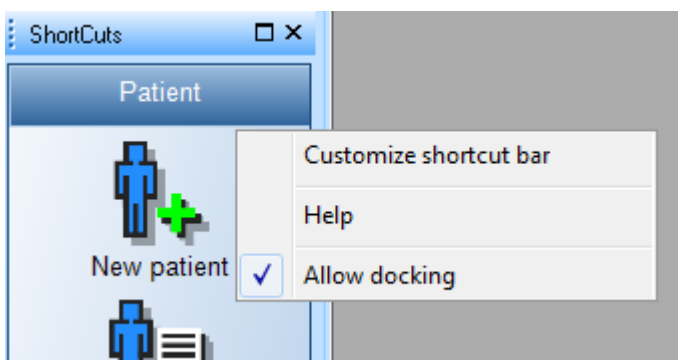 ShortCuts
Patient
Customize shortcut bar
Help
New patient
Allow docking